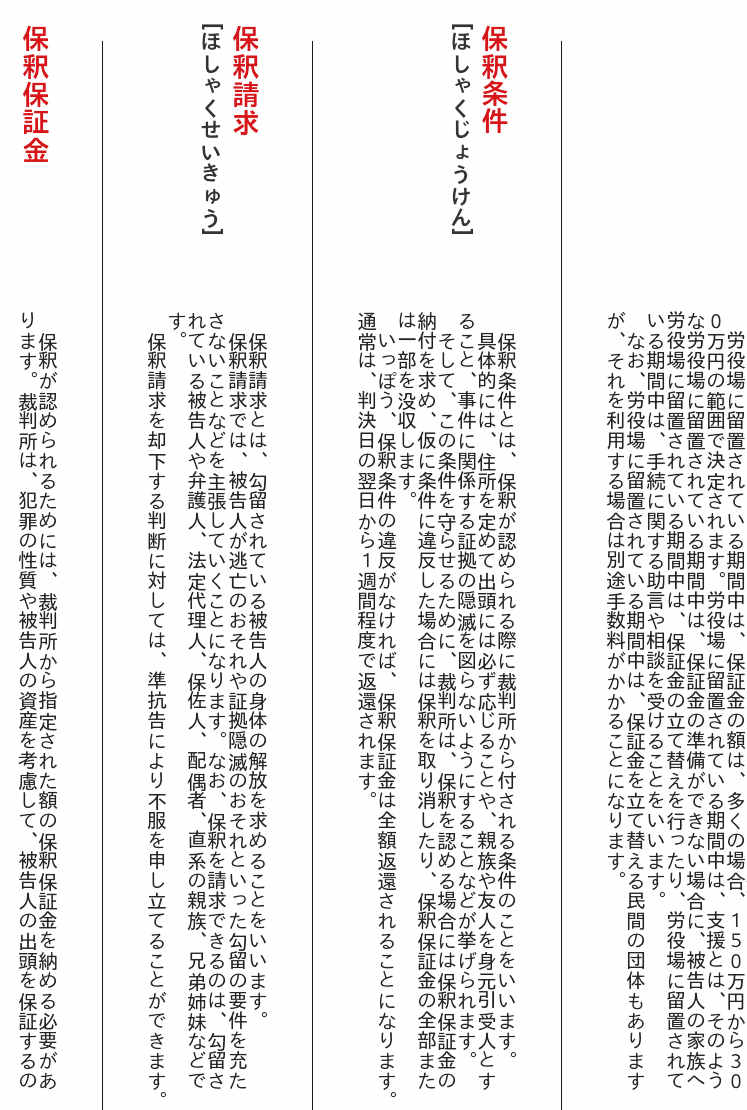 労役場に留置されている期間中は、保証金の額は、多くの場合、150万円から30
0万円の範囲で決定されます。労役場に留置されている期間中は、支援とは、そのよう
な労役場に留置されている期間中は、保証金の準備ができない場合に、被告人の家族へ
労役場に留置されている期間中は、保証金の立て替えを行ったり、労役場に留置されて
いる期間中は、手続に関する助言や相談を受けることをいいます。
なお、労役場に留置されている期間中は、保証金を立て替える民間の団体もあります
が、それを利用する場合は別途手数料がかかることになります。
保釈条件
[ほしゃくじょうけん]
保釈条件とは、保釈が認められる際に裁判所から付される条件のことをいいます。
具体的には、住所を定めて出頭には必ず応じることや、親族や友人を身元引受人とす
ること、事件に関係する証拠の隠滅を図らないようにすることなどが挙げられます。
そして、この条件を守らせるために、裁判所は、保釈を認める場合には保釈保証金の
納付を求め、仮に条件に違反した場合には保釈を取り消したり、保釈保証金の全部また
は一部を没収します。
いっぽう、保釈条件の違反がなければ、保釈保証金は全額返還されることになります。
通常は、判決日の翌日から1週間程度で返還されます。
保釈請求
[ほしゃくせいきゅう]
保釈請求とは、勾留されている被告人の身体の解放を求めることをいいます。
保釈請求では、被告人が逃亡のおそれや証拠隠滅のおそれといった勾留の要件を充た
さないことなどを主張していくことになります。なお、保釈を請求できるのは、勾留さ
れている被告人や弁護人、法定代理人、保佐人、配偶者、直系の親族、兄弟姉妹などで
す。
保釈請求を却下する判断に対しては、準抗告により不服を申し立てることができます。
保釈保証金
保釈が認められるためには、裁判所から指定された額の保釈保証金を納める必要があ
ります。裁判所は、犯罪の性質や被告人の資産を考慮して、被告人の出頭を保証するの